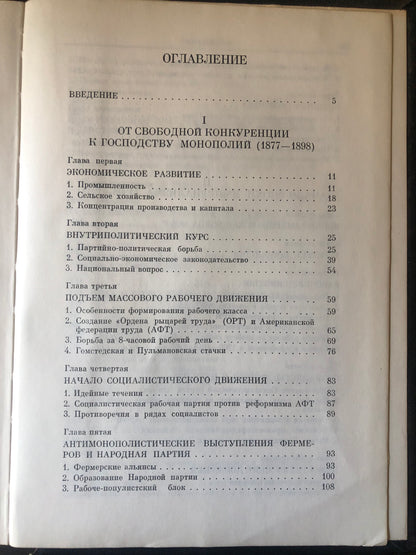 ОГЛАВЛЕНИЕ
ВВЕДЕНИЕ . . . . . . . . . . . . . . . . . . . . . . 5
I
ОТ СВОБОДНОЙ КОНКУРЕНЦИИ
К ГОСПОДСТВУ МОНОПОЛИЙ (1877—1898)
Глава первая
ЭКОНОМИЧЕСКОЕ РАЗВИТИЕ . . . . . . . . . . . . 11
1. Промышленность . . . . . . . . . . . . . . . . 11
2. Сельское хозяйство . . . . . . . . . . . . . . . 18
3. Концентрация производства и капитала . . . . . . 23
Глава вторая
ВНУТРИПОЛИТИЧЕСКИЙ КУРС . . . . . . . . . . . 25
1. Партийно-политическая борьба . . . . . . . . . . 25
2. Социально-экономическое законодательство . . . . . 39
3. Национальный вопрос . . . . . . . . . . . . . . 54
Глава третья
ПОДЪЕМ МАССОВОГО РАБОЧЕГО ДВИЖЕНИЯ . . . . 59
1. Особенности формирования рабочего класса . . . . . 59
2. Создание «Ордена рыцарей труда» (ОРТ) и Американской
федерации труда (АФТ) . . . . . . . . . . . . . 65
3. Борьба за 8-часовой рабочий день . . . . . . . . . 69
4. Гомстедская и Пульмановская стачки . . . . . . . 76
Глава четвертая
НАЧАЛО СОЦИАЛИСТИЧЕСКОГО ДВИЖЕНИЯ . . . . . 83
1. Идейные течения . . . . . . . . . . . . . . . . 83
2. Социалистическая рабочая партия против реформизма АФТ 87
3. Противоречия в рядах социалистов . . . . . . . . 89
Глава пятая
АНТИМОНОПОЛИСТИЧЕСКИЕ ВЫСТУПЛЕНИЯ ФЕРМЕ-
РОВ И НАРОДНАЯ ПАРТИЯ . . . . . . . . . . . . 93
1. Фермерские альянсы . . . . . . . . . . . . . . . 93
2. Образование Народной партии . . . . . . . . . . 100
3. Рабоче-популистский блок . . . . . . . . . . . . 108